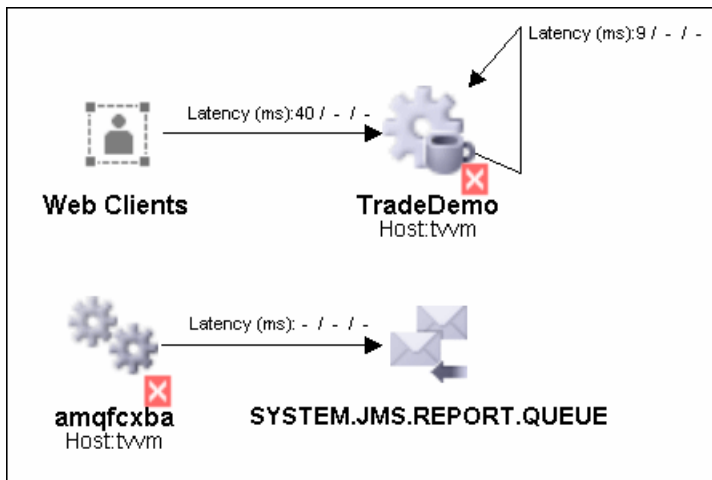 Latency (ms):9 / - / -
Latency (ms):40 / - / -
Web Clients
TradeDemo
Host:tvvm
Latency (ms): - / - / -
amqfcxba
SYSTEM.JMS.REPORT.QUEUE
Host:tvvm